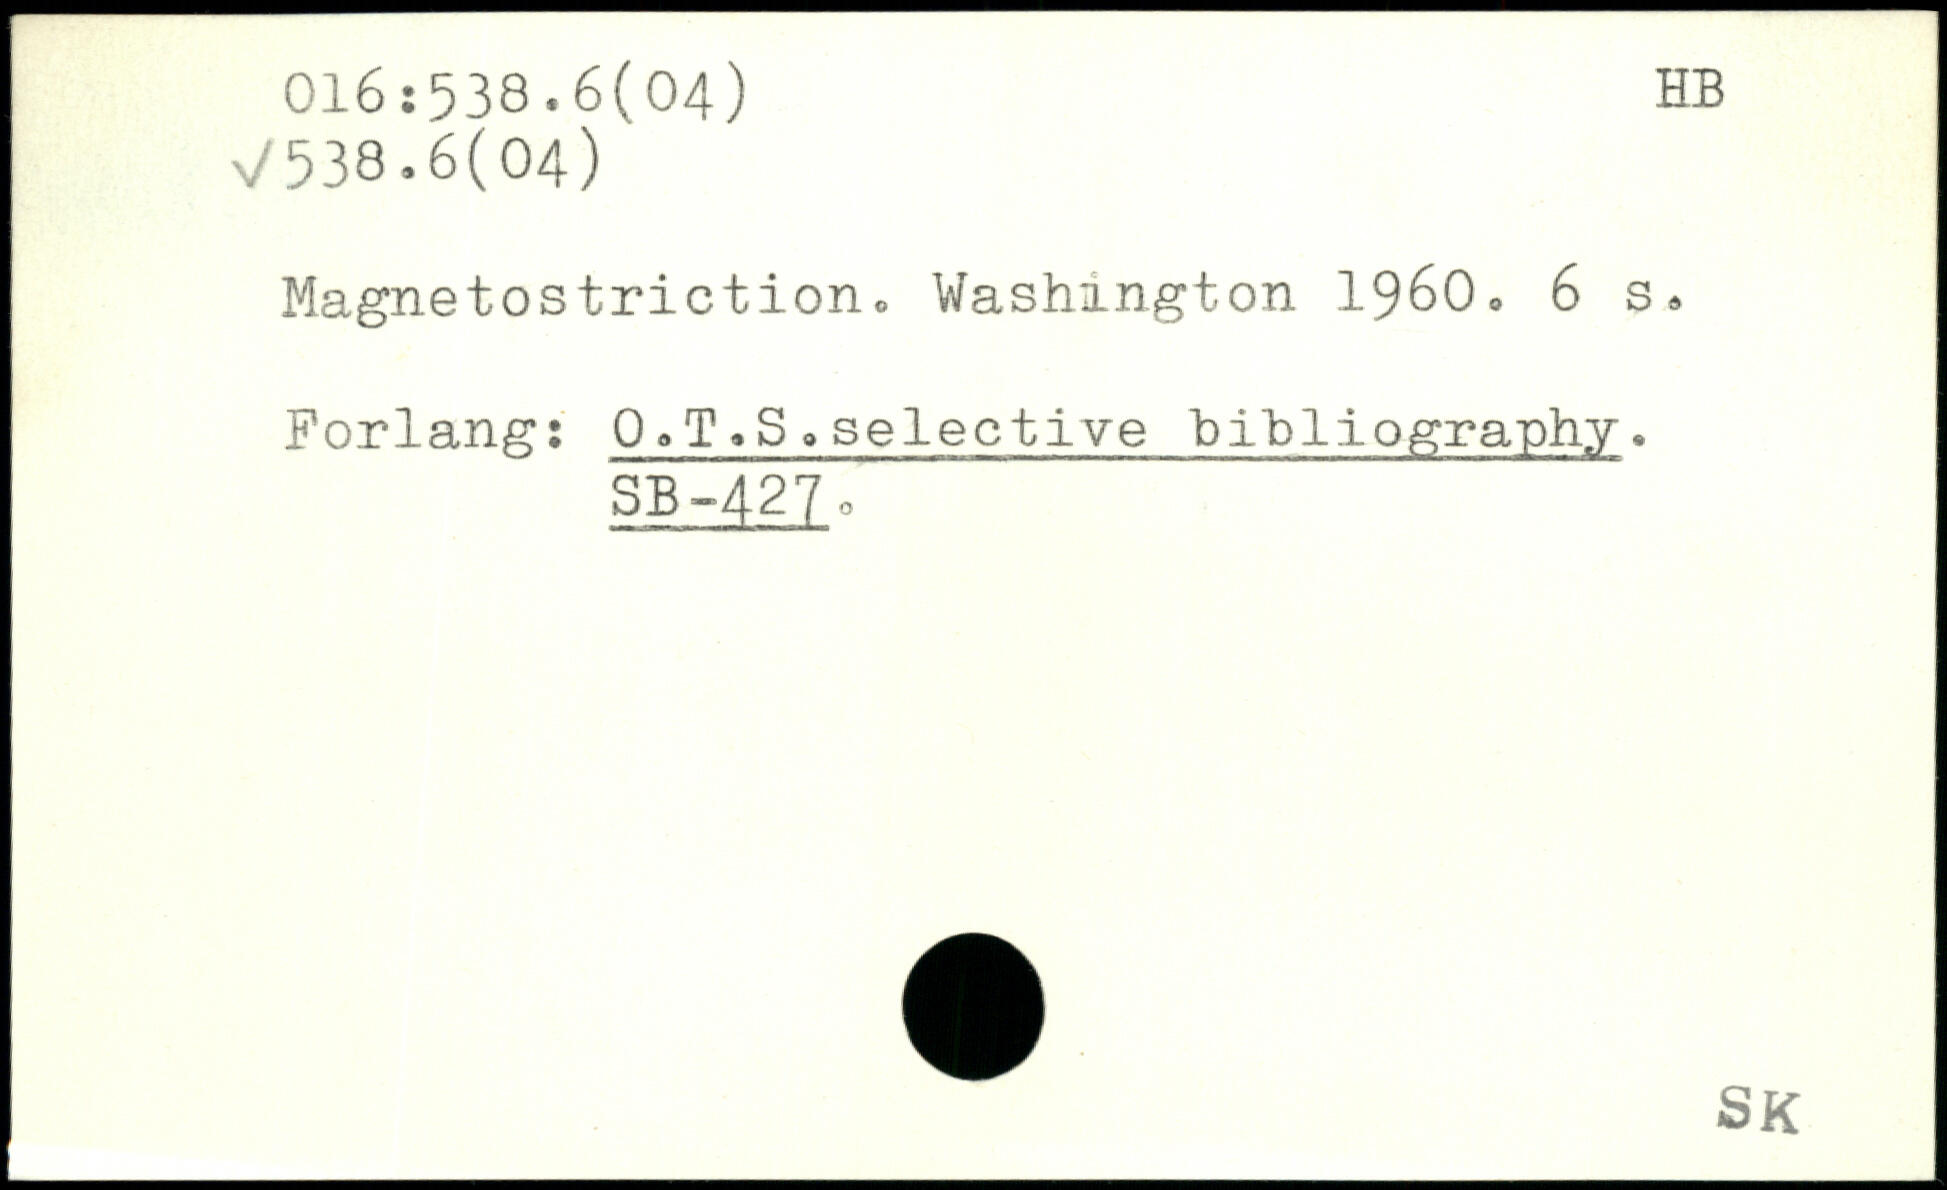 016:538.6(04) HB
✓538.6(04)
Magnetostriction. Washington 1960. 6 s.
Forlang: O.T.S.selective bibliography.
SB-427.
SK